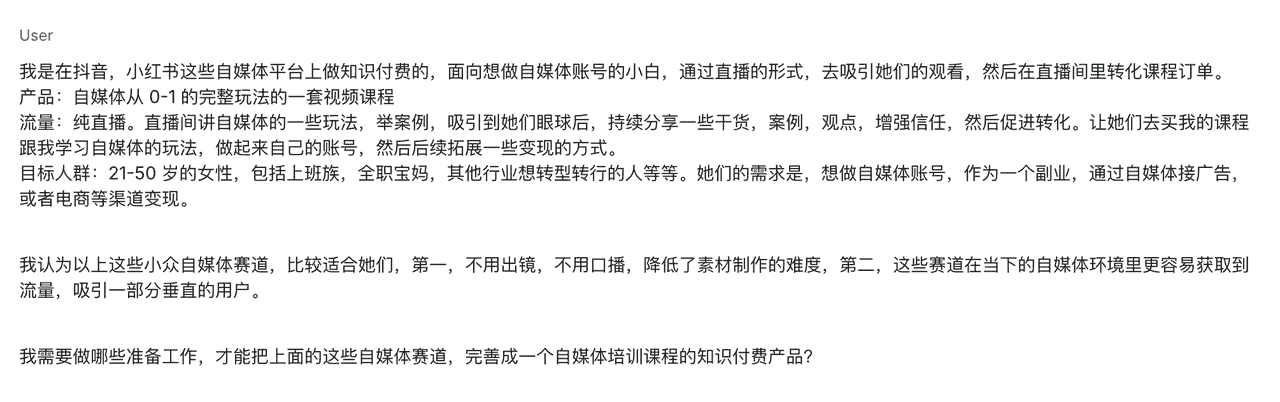 User
我是在抖音，小红书这些自媒体平台上做知识付费的，面向想做自媒体账号的小白，通过直播的形式，去吸引她们的观看，然后在直播间里转化课程订单。
产品：自媒体从 0-1 的完整玩法的一套视频课程
流量：纯直播。直播间讲自媒体的一些玩法，举案例，吸引到她们眼球后，持续分享一些干货，案例，观点，增强信任，然后促进转化。让她们去买我的课程
跟我学习自媒体的玩法，做起来自己的账号，然后后续拓展一些变现的方式。
目标人群：21-50 岁的女性，包括上班族，全职宝妈，其他行业想转型转行的人等等。她们的需求是，想做自媒体账号，作为一个副业，通过自媒体接广告，
或者电商等渠道变现。
我认为以上这些小众自媒体赛道，比较适合她们，第一，不用出镜，不用口播，降低了素材制作的难度，第二，这些赛道在当下的自媒体环境里更容易获取到
流量，吸引一部分垂直的用户。
我需要做哪些准备工作，才能把上面的这些自媒体赛道，完善成一个自媒体培训课程的知识付费产品？